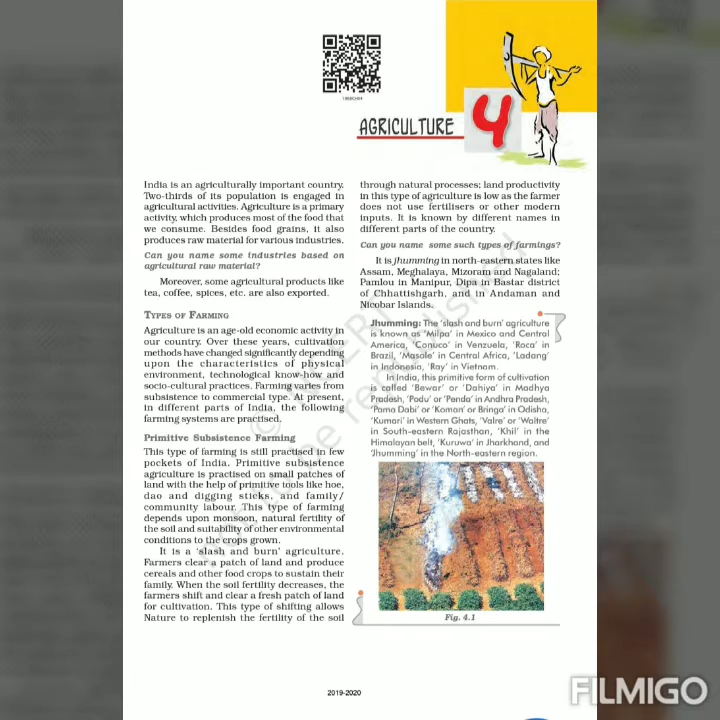 1068CH04
AGRICULTURE
4
India is an agriculturally important country.
Two-thirds of its population is engaged in
agricultural activities. Agriculture is a primary
activity, which produces most of the food that
we consume. Besides food grains, it also
produces raw material for various industries.
Can you name some industries based on
agricultural raw material?
Moreover, some agricultural products like
tea, coffee, spices, etc. are also exported.
TYPES OF FARMING
Agriculture is an age-old economic activity in
our country. Over these years, cultivation
methods have changed significantly depending
upon the characteristics of physical
environment, technological know-how and
socio-cultural practices. Farming varies from
subsistence to commercial type. At present,
in different parts of India, the following
farming systems are practised.
Primitive Subsistence Farming
This type of farming is still practised in few
pockets of India. Primitive subsistence
agriculture is practised on small patches of
land with the help of primitive tools like hoe,
dao and digging sticks, and family/
community labour. This type of farming
depends upon monsoon, natural fertility of
the soil and suitability of other environmental
conditions to the crops grown.
It is a ‘slash and burn’ agriculture.
Farmers clear a patch of land and produce
cereals and other food crops to sustain their
family. When the soil fertility decreases, the
farmers shift and clear a fresh patch of land
for cultivation. This type of shifting allows
Nature to replenish the fertility of the soil
through natural processes; land productivity
in this type of agriculture is low as the farmer
does not use fertilisers or other modern
inputs. It is known by different names in
different parts of the country.
Can you name some such types of farmings?
It is jhumming in north-eastern states like
Assam, Meghalaya, Mizoram and Nagaland;
Pamlou in Manipur, Dipa in Bastar district
of Chhattishgarh, and in Andaman and
Nicobar Islands.
Jhumming: The ‘slash and burn’ agriculture
is known as ‘Milpa’ in Mexico and Central
America, ‘Conuco’ in Venzuela, ‘Roca’ in
Brazil, ‘Masole’ in Central Africa, ‘Ladang’
in Indonesia, ‘Ray’ in Vietnam.
In India, this primitive form of cultivation
is called ‘Bewar’ or ‘Dahiya’ in Madhya
Pradesh, ‘Podu’ or ‘Penda’ in Andhra Pradesh,
‘Pama Dabi’ or ‘Koman’ or Bringa’ in Odisha,
‘Kumari’ in Western Ghats, ‘Valre’ or ‘Waltre’
in South-eastern Rajasthan, ‘Khil’ in the
Himalayan belt, ‘Kuruwa’ in Jharkhand, and
‘Jhumming’ in the North-eastern region.
Fig. 4.1
2019-2020
FILMIGO